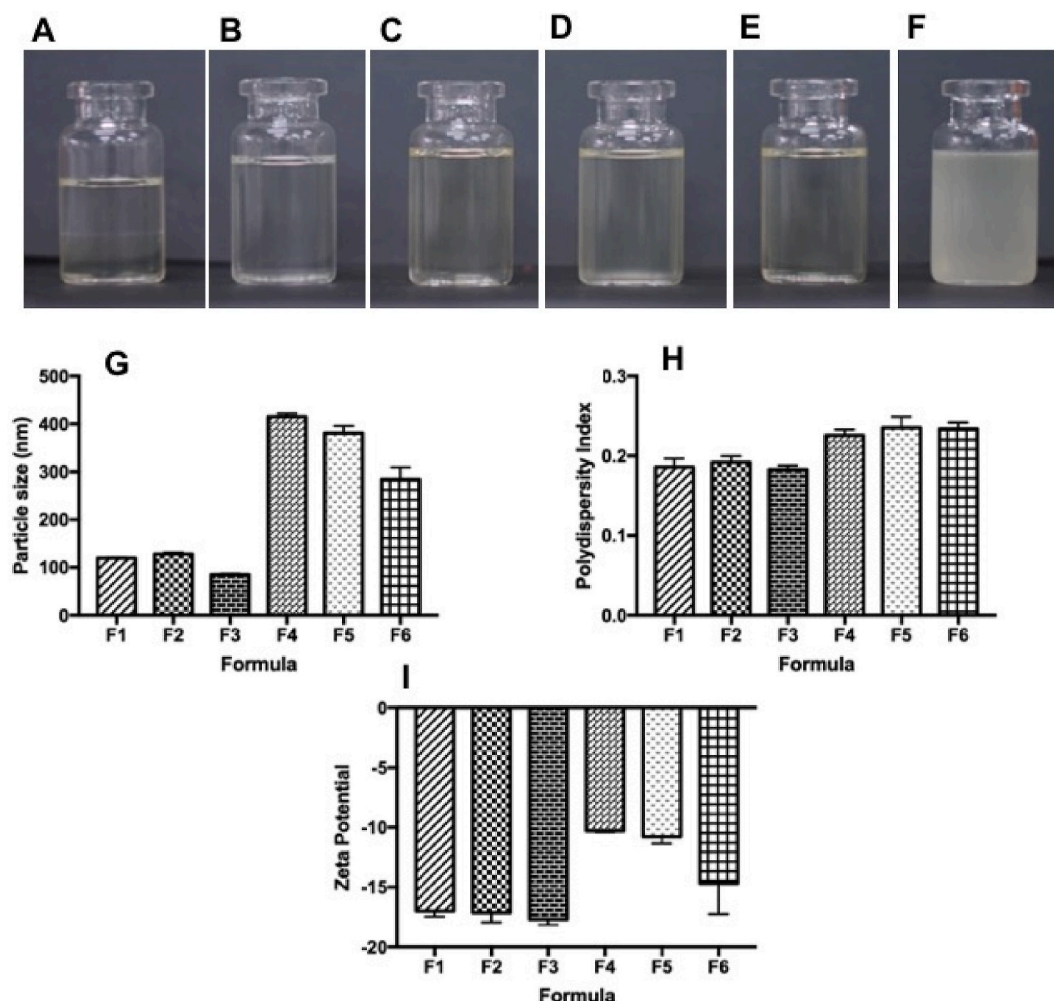 A B C D E F
G
500
400
300
200
100
0
Particle size (nm)
F1 F2 F3 F4 F5 F6
Formula
H
0.3
0.2
0.1
0.0
Polydispersity Index
F1 F2 F3 F4 F5 F6
Formula
I
0
-5
-10
-15
-20
Zeta Potential
F1 F2 F3 F4 F5 F6
Formula